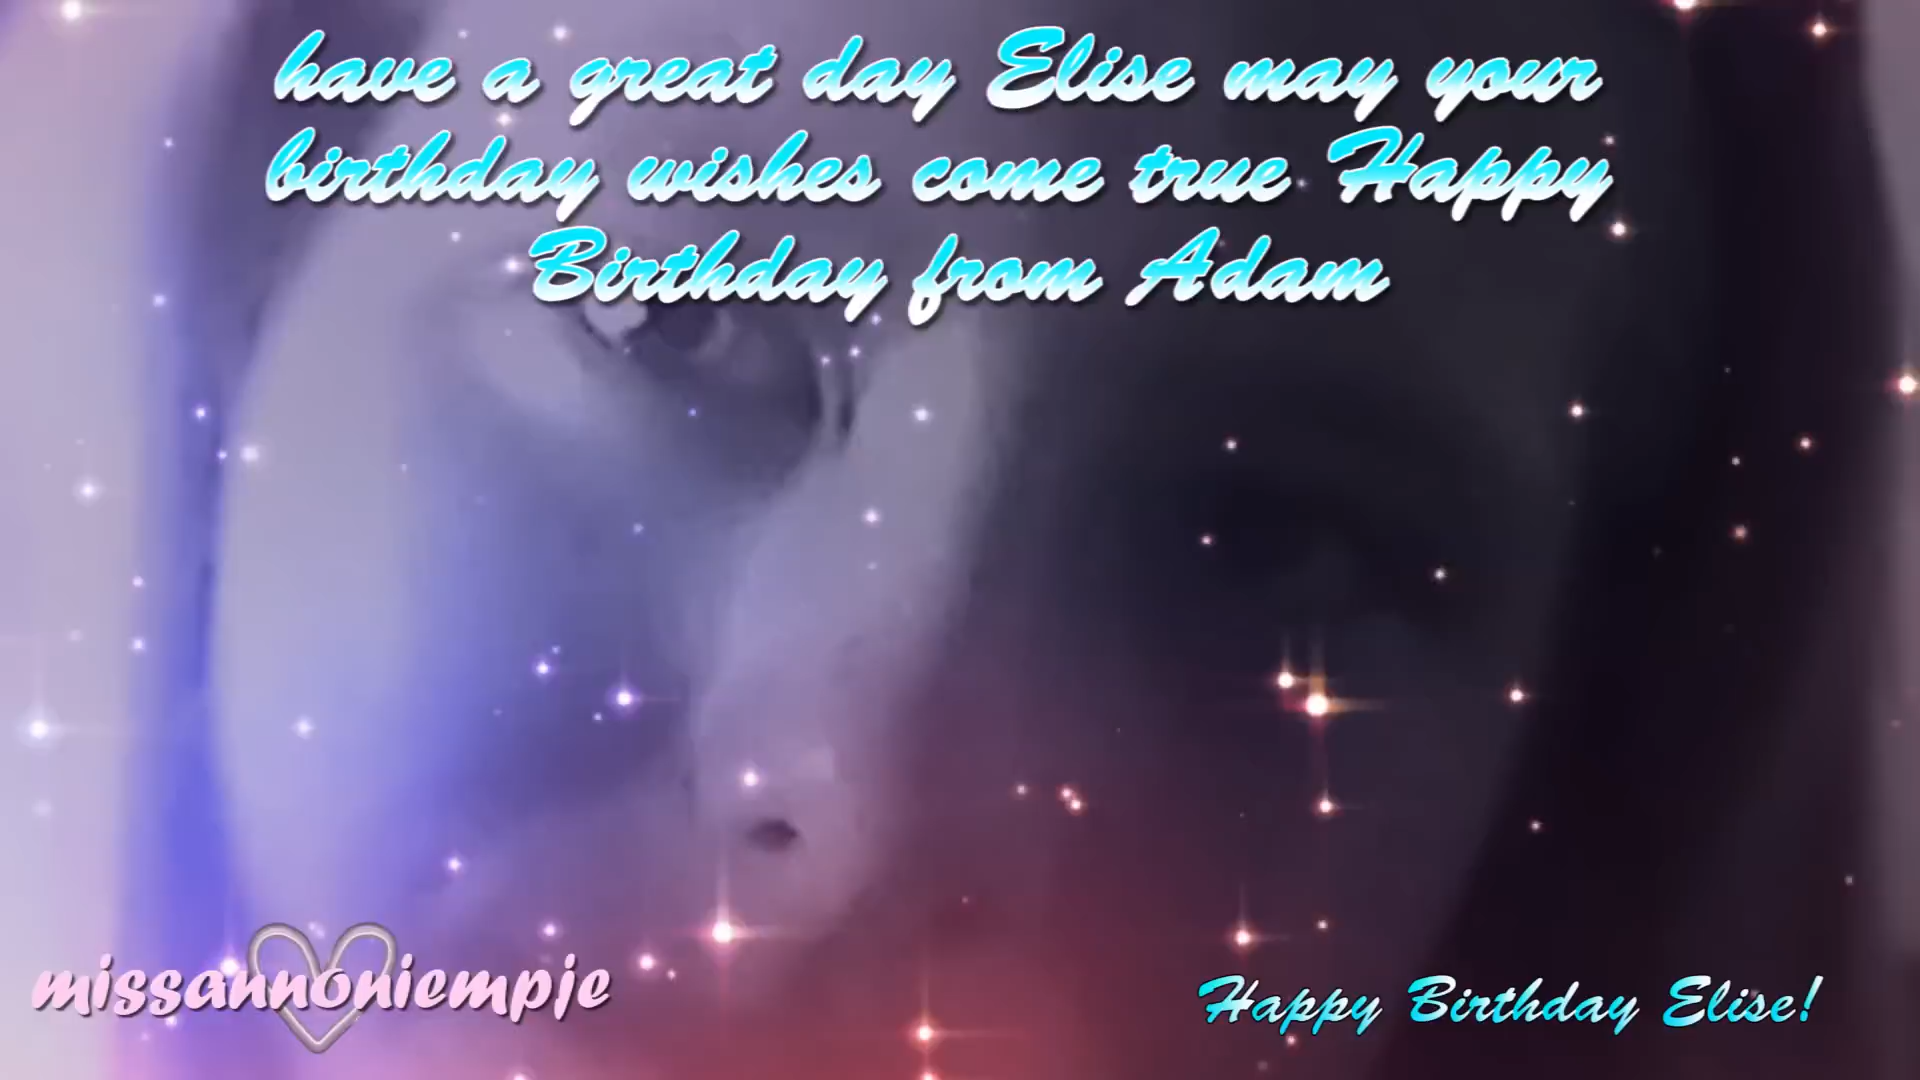 have a great day Elise may your
birthday wishes come true Happy
Birthday from Adam
missannoniempje
Happy Birthday Elise!